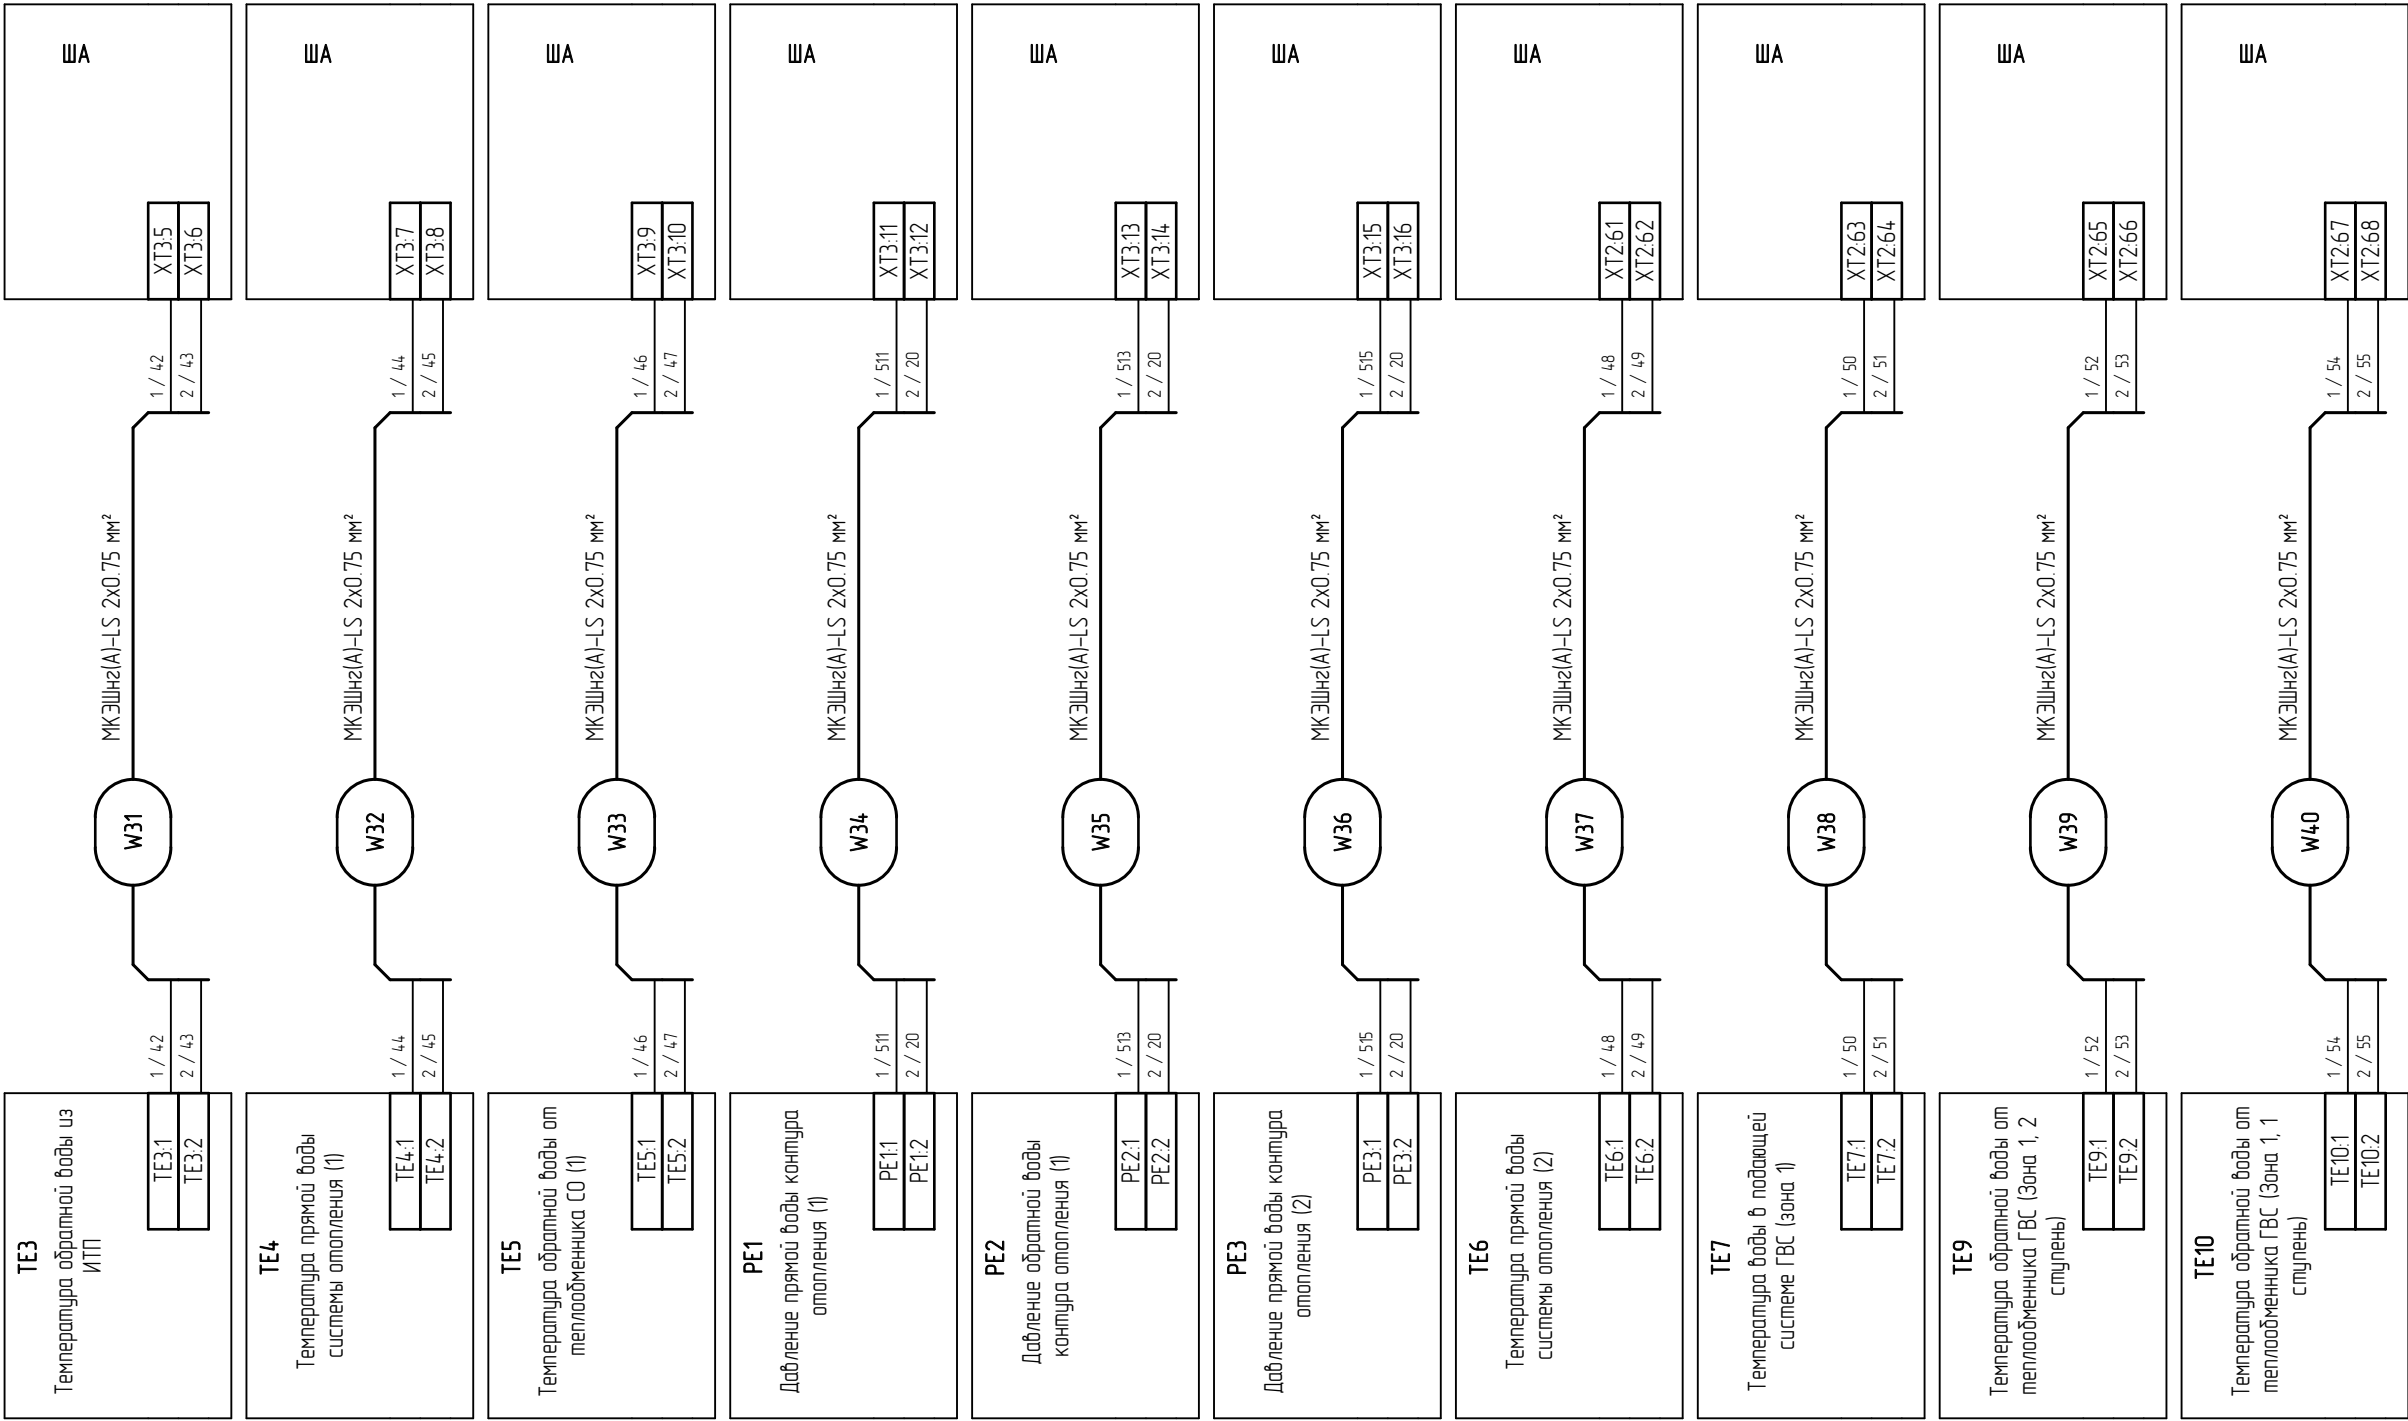 TE3
Температура обратной воды из
ИТП
TE3:1
TE3:2
1 / 42
2 / 43
W31
МКЭШнг(А)-LS 2x0.75 мм²
1 / 42
2 / 43
XT3:5
XT3:6
ША
TE4
Температура прямой воды
системы отопления (1)
TE4:1
TE4:2
1 / 44
2 / 45
W32
МКЭШнг(А)-LS 2x0.75 мм²
1 / 44
2 / 45
XT3:7
XT3:8
ША
TE5
Температура обратной воды от
теплообменника СО (1)
TE5:1
TE5:2
1 / 46
2 / 47
W33
МКЭШнг(А)-LS 2x0.75 мм²
1 / 46
2 / 47
XT3:9
XT3:10
ША
PE1
Давление прямой воды контура
отопления (1)
PE1:1
PE1:2
1 / 511
2 / 20
W34
МКЭШнг(А)-LS 2x0.75 мм²
1 / 511
2 / 20
XT3:11
XT3:12
ША
PE2
Давление обратной воды
контура отопления (1)
PE2:1
PE2:2
1 / 513
2 / 20
W35
МКЭШнг(А)-LS 2x0.75 мм²
1 / 513
2 / 20
XT3:13
XT3:14
ША
PE3
Давление прямой воды контура
отопления (2)
PE3:1
PE3:2
1 / 515
2 / 20
W36
МКЭШнг(А)-LS 2x0.75 мм²
1 / 515
2 / 20
XT3:15
XT3:16
ША
TE6
Температура прямой воды
системы отопления (2)
TE6:1
TE6:2
1 / 48
2 / 49
W37
МКЭШнг(А)-LS 2x0.75 мм²
1 / 48
2 / 49
XT2:61
XT2:62
ША
TE7
Температура воды в подающей
системе ГВС (зона 1)
TE7:1
TE7:2
1 / 50
2 / 51
W38
МКЭШнг(А)-LS 2x0.75 мм²
1 / 50
2 / 51
XT2:63
XT2:64
ША
TE9
Температура обратной воды от
теплообменника ГВС (Зона 1, 2
ступень)
TE9:1
TE9:2
1 / 52
2 / 53
W39
МКЭШнг(А)-LS 2x0.75 мм²
1 / 52
2 / 53
XT2:65
XT2:66
ША
TE10
Температура обратной воды от
теплообменника ГВС (Зона 1, 1
ступень)
TE10:1
TE10:2
1 / 54
2 / 55
W40
МКЭШнг(А)-LS 2x0.75 мм²
1 / 54
2 / 55
XT2:67
XT2:68
ША